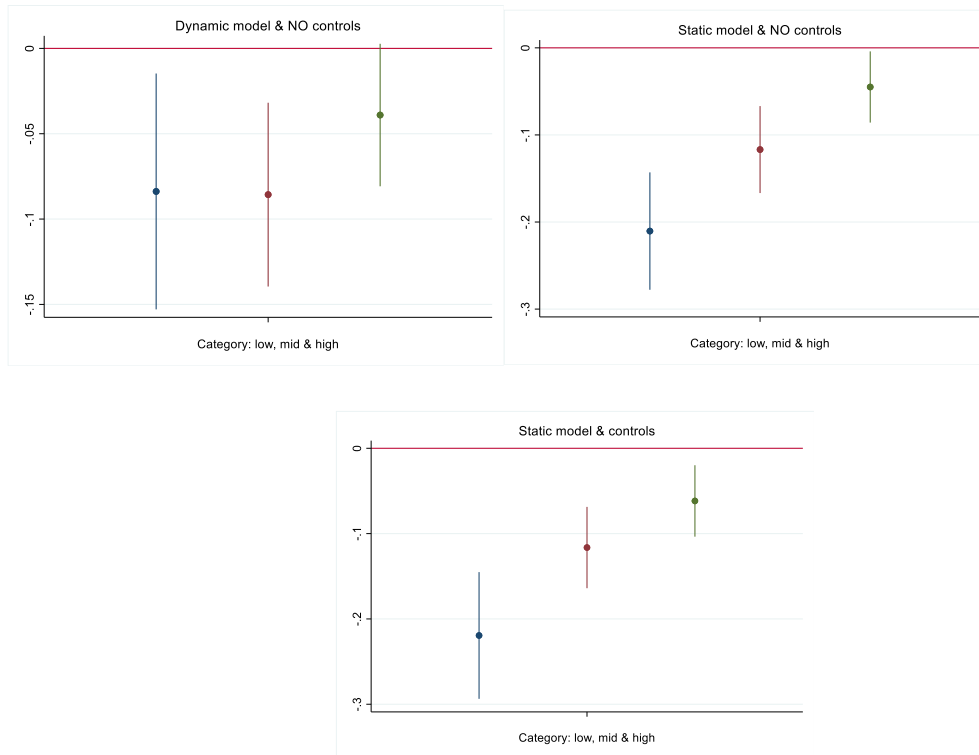 Dynamic model & NO controls
0
-.05
-.1
-.15
Category: low, mid & high
Static model & NO controls
0
-.1
-.2
-.3
Category: low, mid & high
Static model & controls
0
-.1
-.2
-.3
Category: low, mid & high